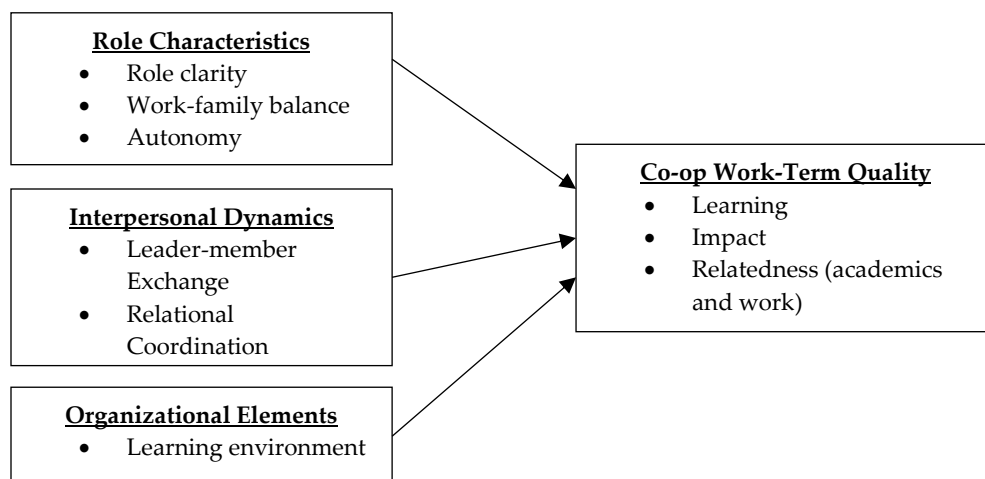 Role Characteristics
• Role clarity
• Work-family balance
• Autonomy
Interpersonal Dynamics
• Leader-member
Exchange
• Relational
Coordination
Organizational Elements
• Learning environment
Co-op Work-Term Quality
• Learning
• Impact
• Relatedness (academics
and work)